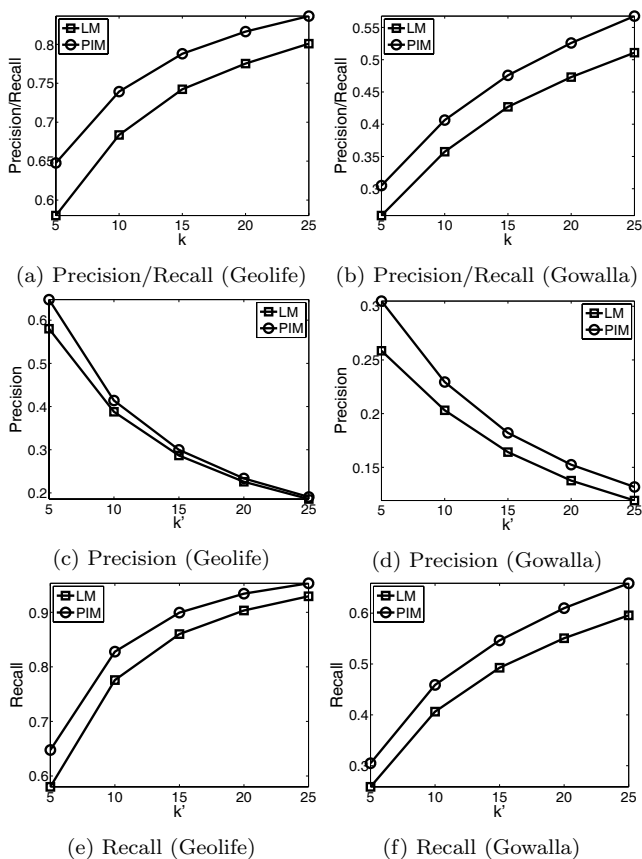 LM
PIM
Precision/Recall
0.8
0.75
0.7
0.65
0.6
5 10 15 20 25
k
(a) Precision/Recall (Geolife)
LM
PIM
Precision/Recall
0.55
0.5
0.45
0.4
0.35
0.3
5 10 15 20 25
k
(b) Precision/Recall (Gowalla)
LM
PIM
Precision
0.6
0.5
0.4
0.3
0.2
5 10 15 20 25
k'
(c) Precision (Geolife)
LM
PIM
Precision
0.3
0.25
0.2
0.15
5 10 15 20 25
k'
(d) Precision (Gowalla)
LM
PIM
Recall
0.9
0.8
0.7
0.6
5 10 15 20 25
k'
(e) Recall (Geolife)
LM
PIM
Recall
0.6
0.5
0.4
0.3
5 10 15 20 25
k'
(f) Recall (Gowalla)